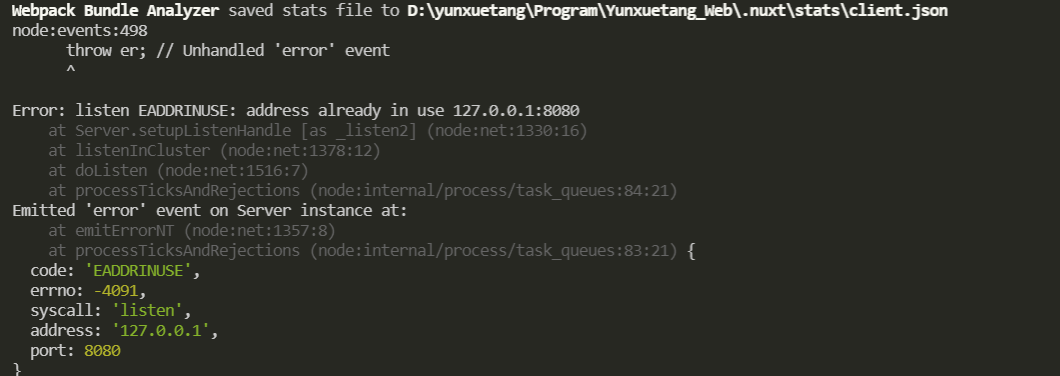 Webpack Bundle Analyzer saved stats file to D:\yunxuetang\Program\Yunxuetang_Web\.nuxt\stats\client.json
node:events:498
      throw er; // Unhandled 'error' event
      ^
Error: listen EADDRINUSE: address already in use 127.0.0.1:8080
    at Server.setupListenHandle [as _listen2] (node:net:1330:16)
    at listenInCluster (node:net:1378:12)
    at doListen (node:net:1516:7)
    at processTicksAndRejections (node:internal/process/task_queues:84:21)
Emitted 'error' event on Server instance at:
    at emitErrorNT (node:net:1357:8)
    at processTicksAndRejections (node:internal/process/task_queues:83:21) {
  code: 'EADDRINUSE',
  errno: -4091,
  syscall: 'listen',
  address: '127.0.0.1',
  port: 8080
}